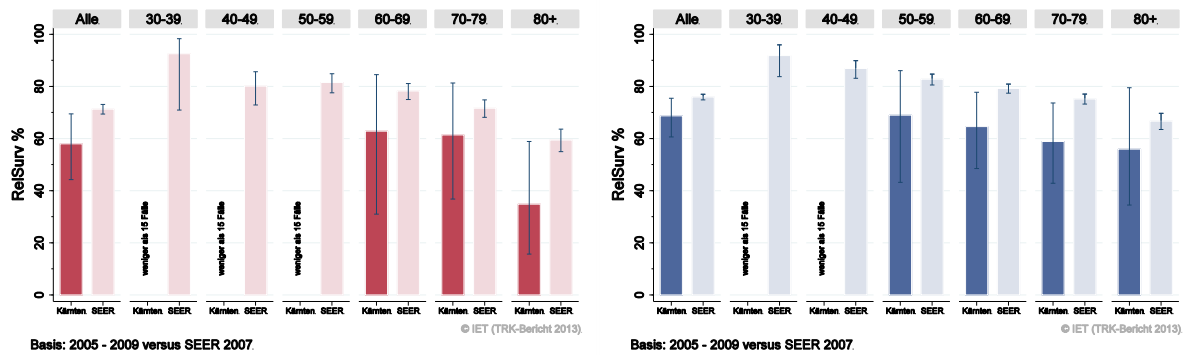 Alle 30-39 40-49 50-59 60-69 70-79 80+
RelSurv %
100
80
60
40
20
0
weniger als 15 Fälle weniger als 15 Fälle weniger als 15 Fälle
Kärnten SEER Kärnten SEER Kärnten SEER Kärnten SEER Kärnten SEER Kärnten SEER Kärnten SEER
© IET (TRK-Bericht 2013)
Basis: 2005 - 2009 versus SEER 2007
Alle 30-39 40-49 50-59 60-69 70-79 80+
RelSurv %
100
80
60
40
20
0
weniger als 15 Fälle weniger als 15 Fälle
Kärnten SEER Kärnten SEER Kärnten SEER Kärnten SEER Kärnten SEER Kärnten SEER Kärnten SEER
© IET (TRK-Bericht 2013)
Basis: 2005 - 2009 versus SEER 2007